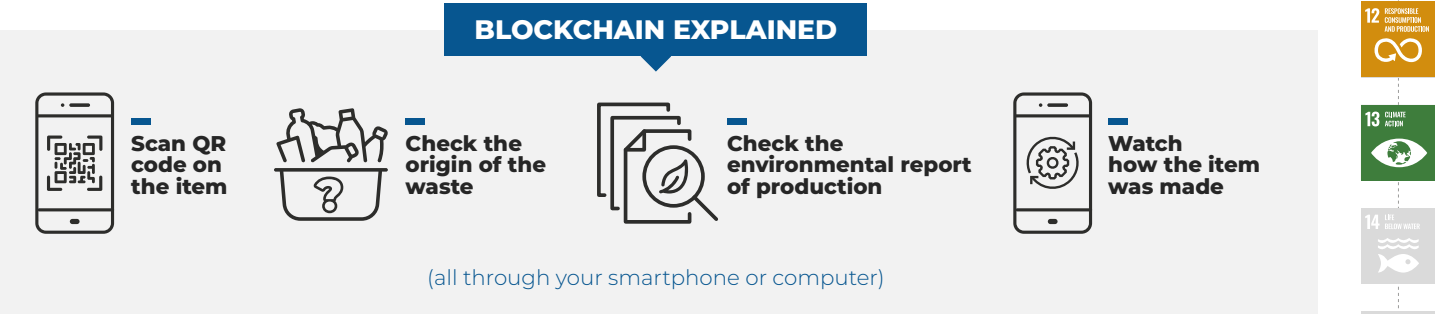 BLOCKCHAIN EXPLAINED
Scan QR
code on
the item
Check the
origin of the
waste
?
Check the
environmental report
of production
Watch
how the item
was made
(all through your smartphone or computer)
12 RESPONSIBLE
CONSUMPTION
AND PRODUCTION
13 CLIMATE
ACTION
14 LIFE
BELOW WATER